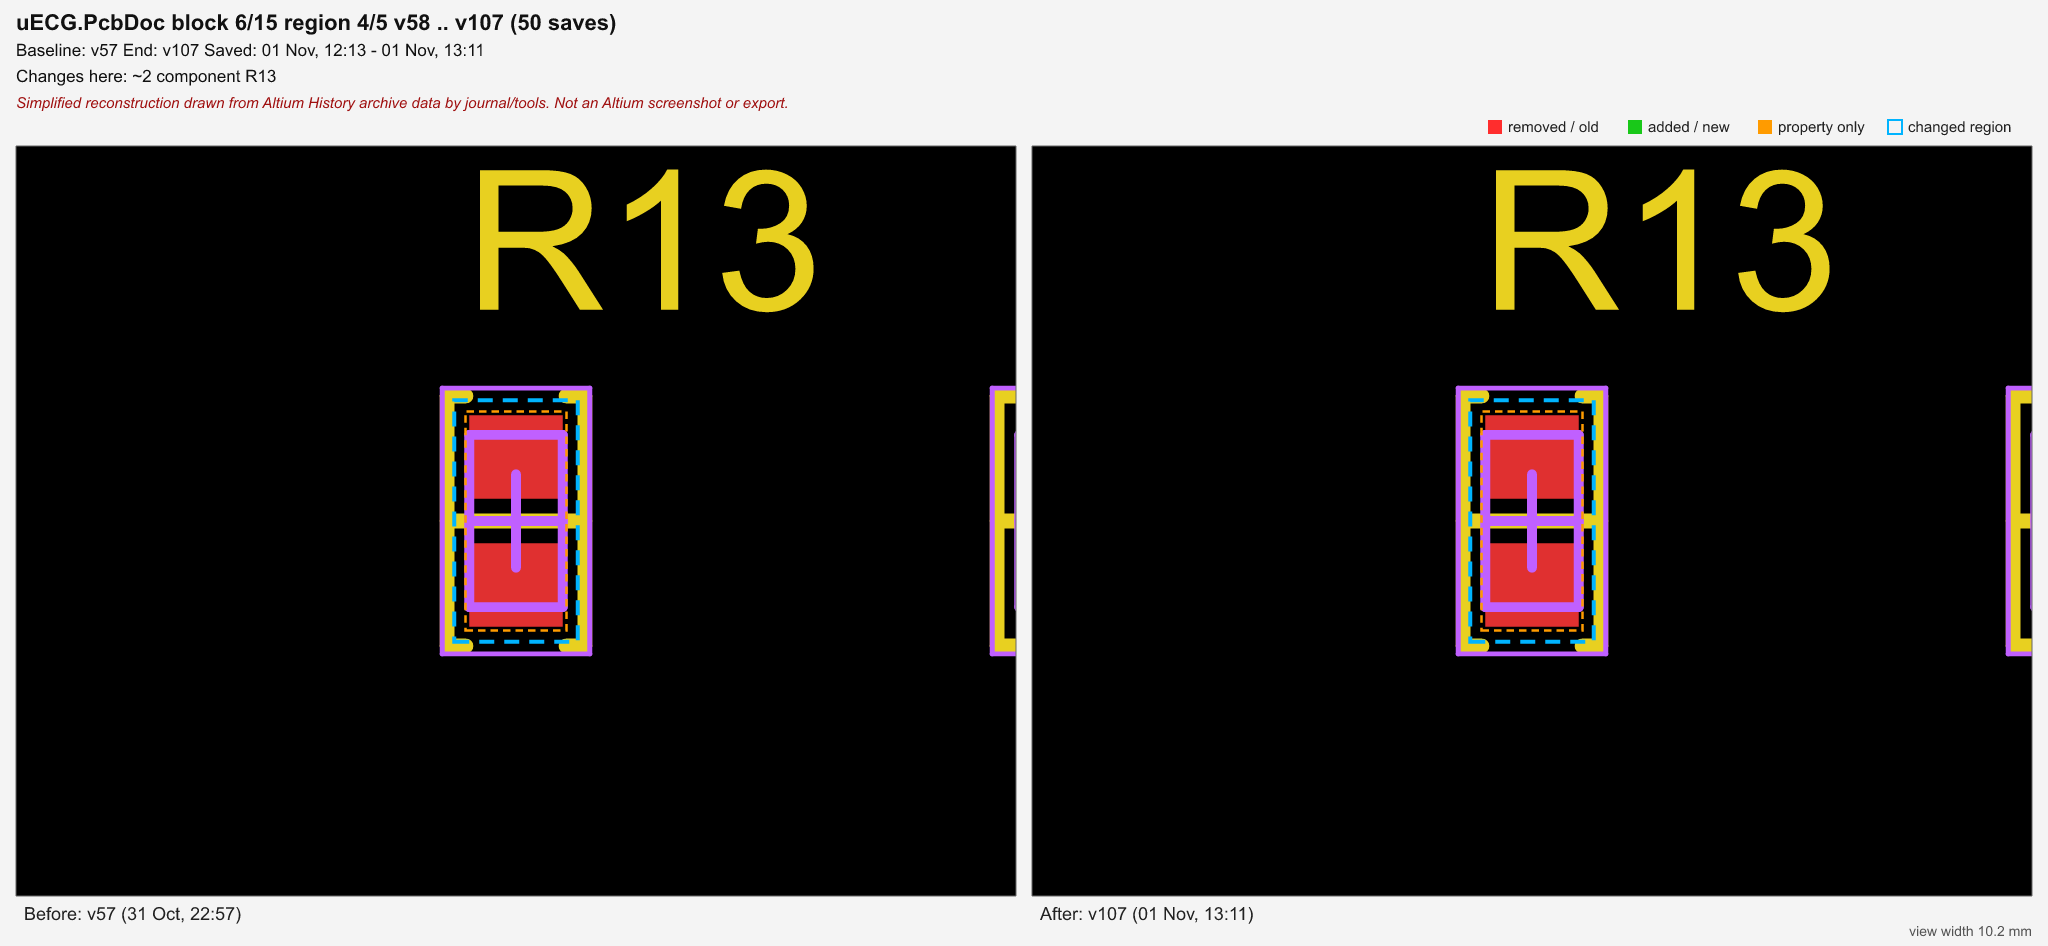 uECG.PcbDoc block 6/15 region 4/5 v58 .. v107 (50 saves)
Baseline: v57 End: v107 Saved: 01 Nov, 12:13 - 01 Nov, 13:11
Changes here: ~2 component R13
Simplified reconstruction drawn from Altium History archive data by journal/tools. Not an Altium screenshot or export.
removed / old added / new property only changed region
R13 R13
Before: v57 (31 Oct, 22:57) After: v107 (01 Nov, 13:11)
view width 10.2 mm